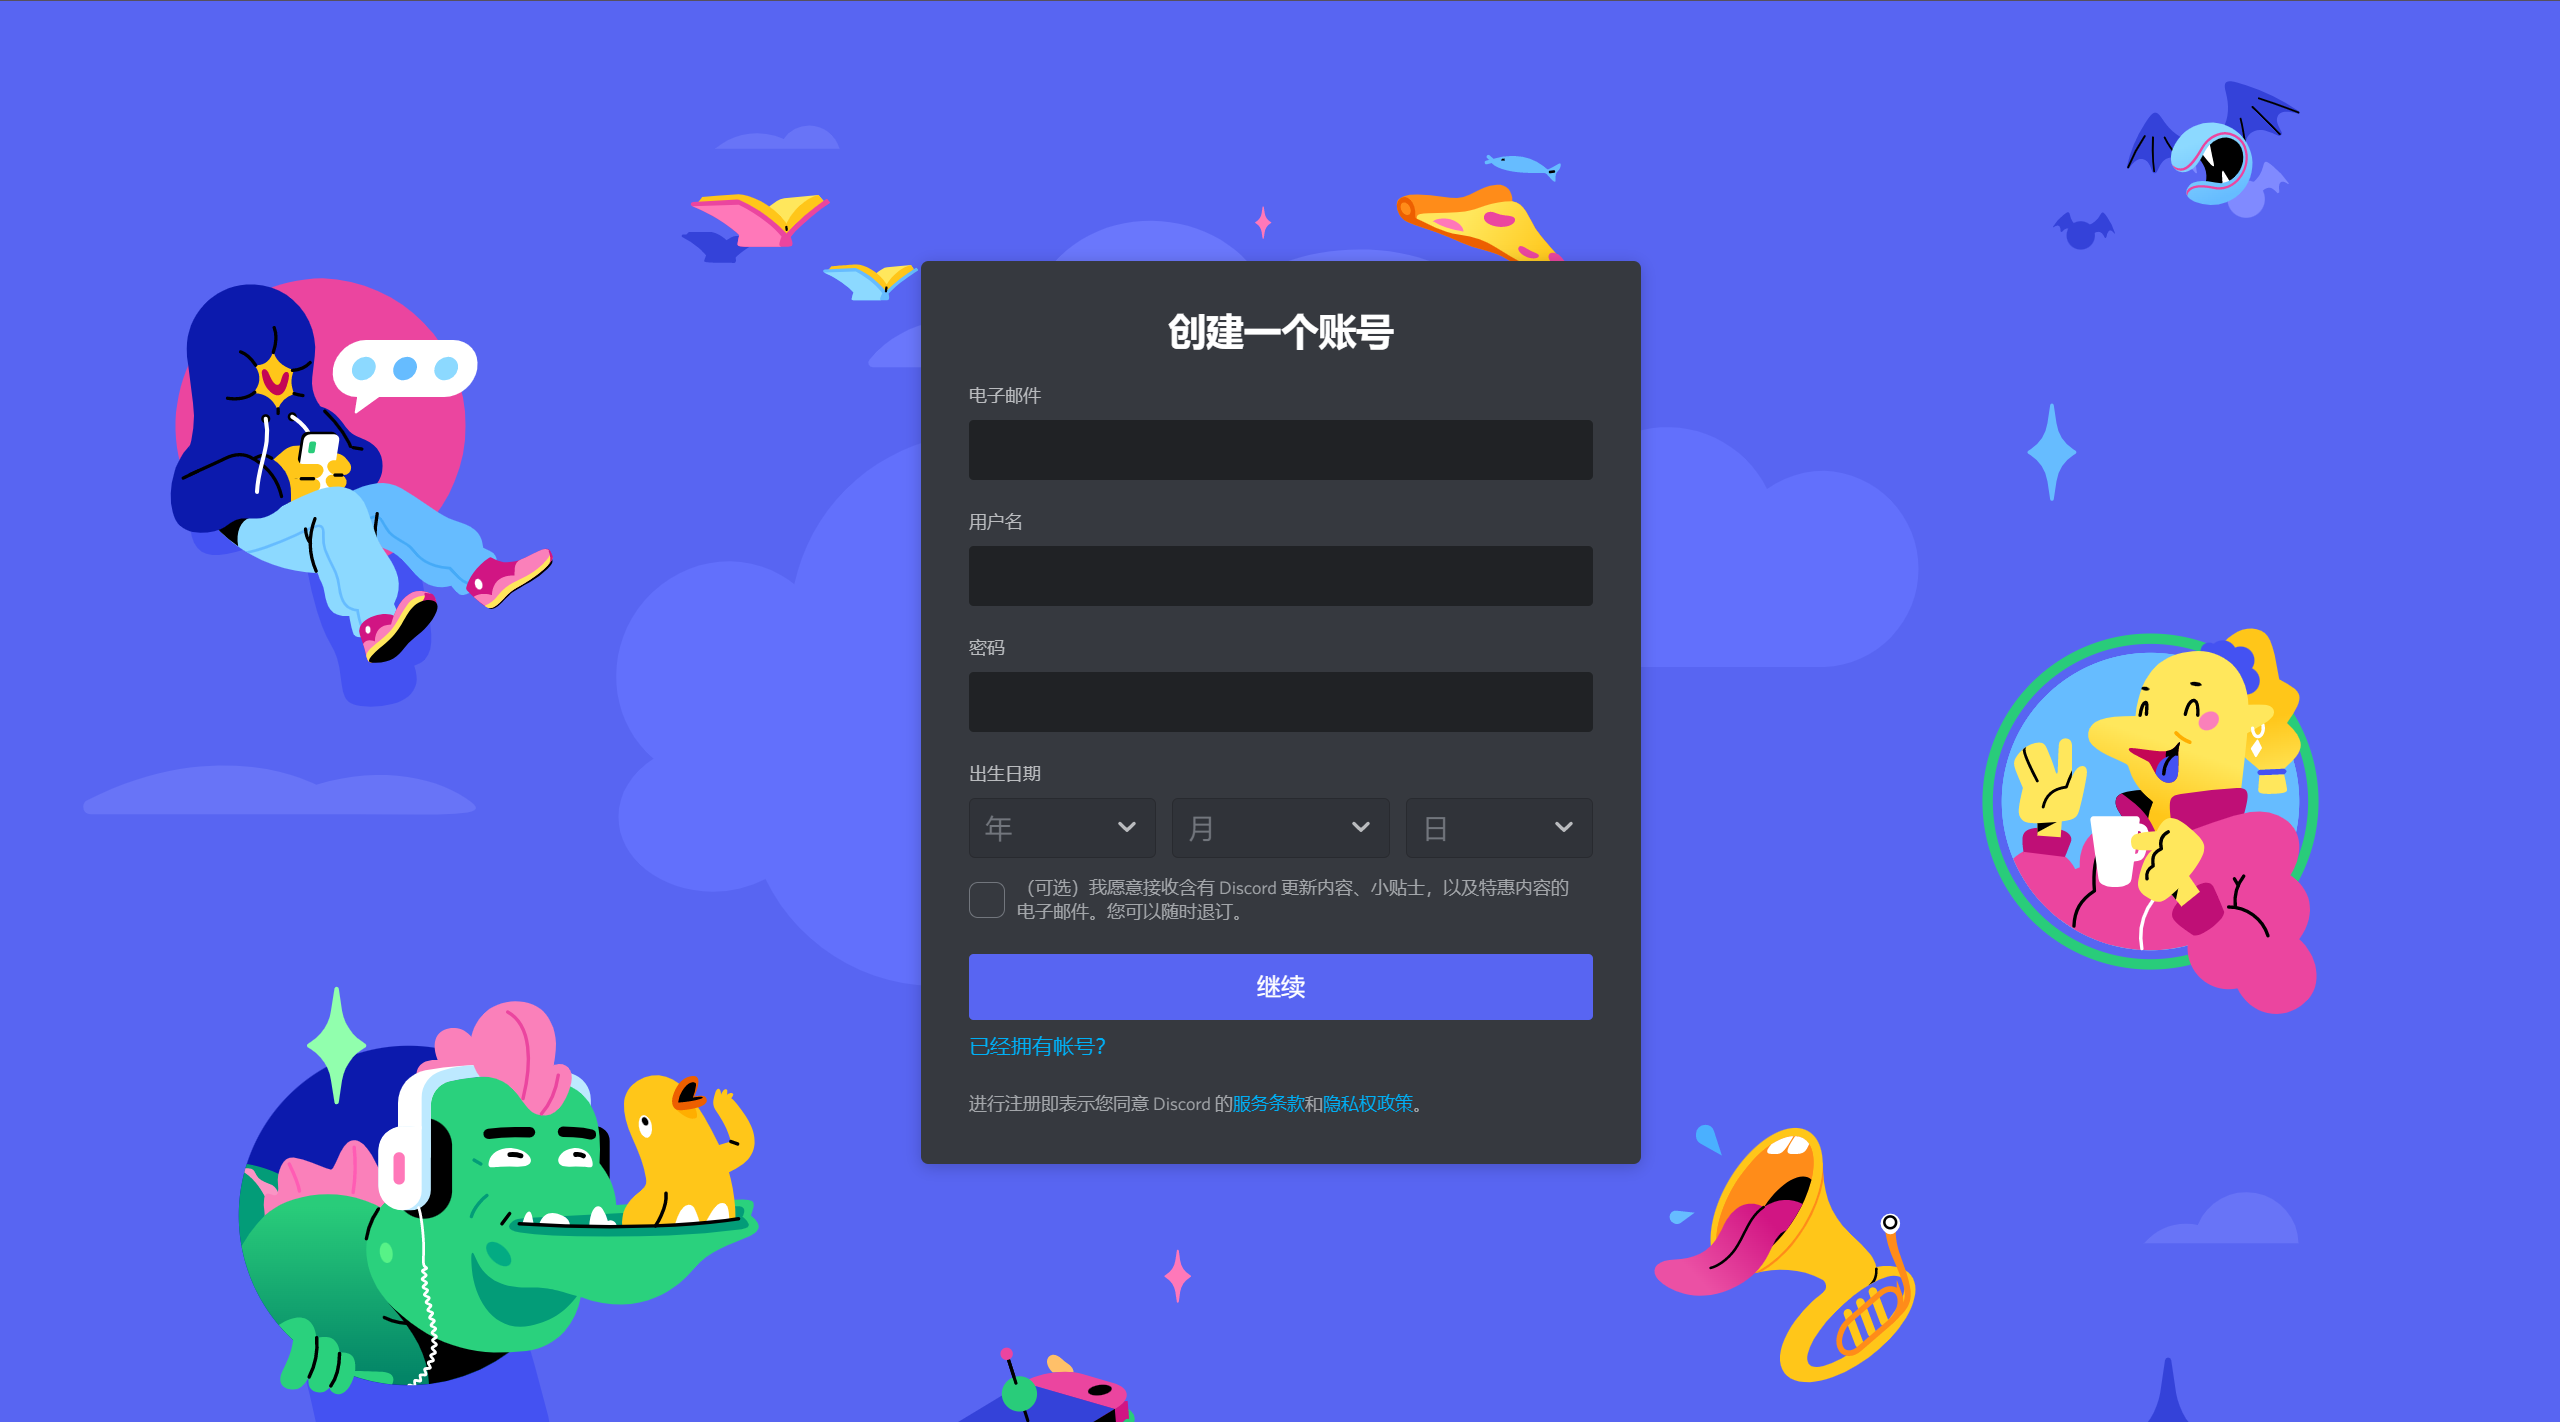 创建一个账号
电子邮件
用户名
密码
出生日期
年 月 日
（可选）我愿意接收含有 Discord 更新内容、小贴士，以及特惠内容的
电子邮件。您可以随时退订。
继续
已经拥有帐号？
进行注册即表示您同意 Discord 的服务条款和隐私权政策。